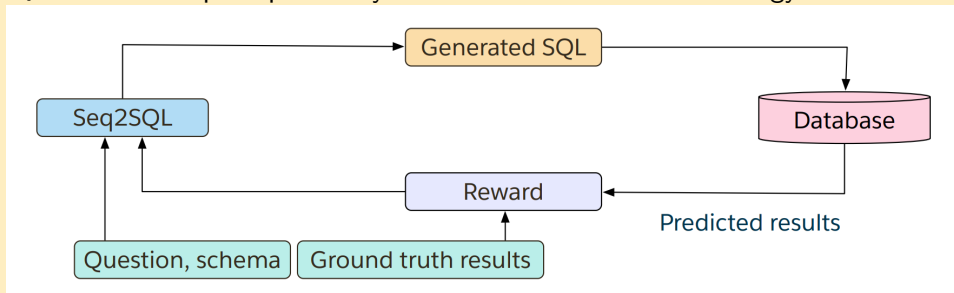 Generated SQL
Seq2SQL
Database
Reward
Predicted results
Question, schema
Ground truth results